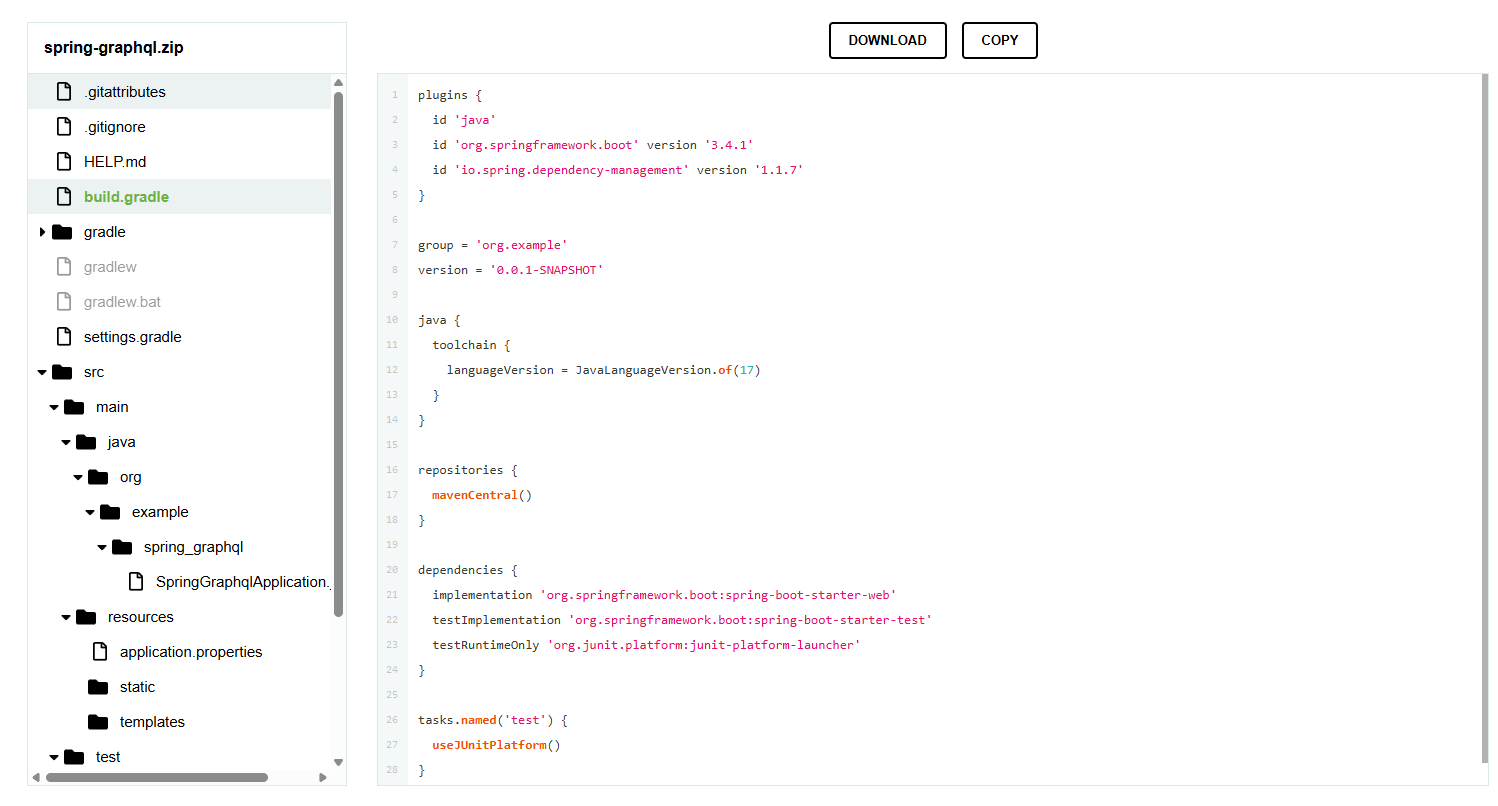 spring-graphql.zip
DOWNLOAD
COPY
.gitattributes
.gitignore
HELP.md
build.gradle
gradle
gradlew
gradlew.bat
settings.gradle
src
main
java
org
example
spring_graphql
SpringGraphqlApplication.
resources
application.properties
static
templates
test
1 plugins {
2   id 'java'
3   id 'org.springframework.boot' version '3.4.1'
4   id 'io.spring.dependency-management' version '1.1.7'
5 }
6
7 group = 'org.example'
8 version = '0.0.1-SNAPSHOT'
9
10 java {
11   toolchain {
12     languageVersion = JavaLanguageVersion.of(17)
13   }
14 }
15
16 repositories {
17   mavenCentral()
18 }
19
20 dependencies {
21   implementation 'org.springframework.boot:spring-boot-starter-web'
22   testImplementation 'org.springframework.boot:spring-boot-starter-test'
23   testRuntimeOnly 'org.junit.platform:junit-platform-launcher'
24 }
25
26 tasks.named('test') {
27   useJUnitPlatform()
28 }